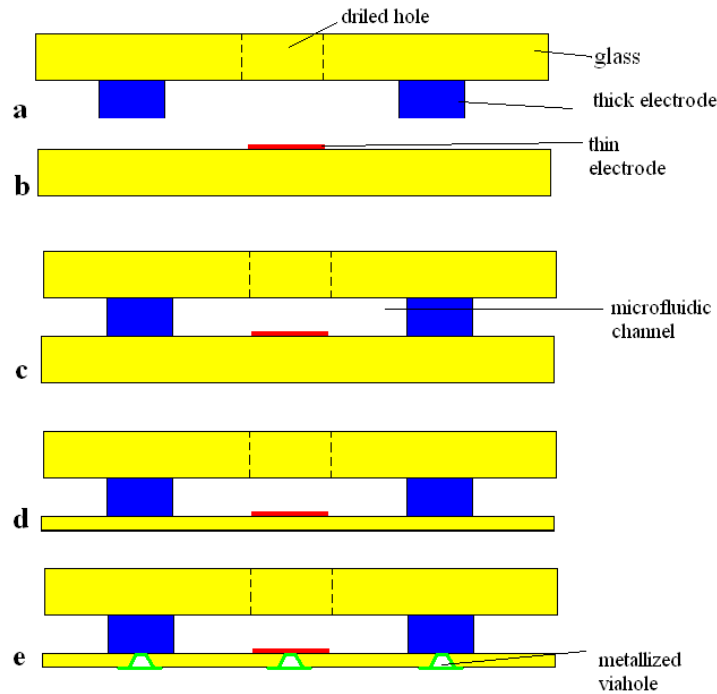 driled hole
glass
thick electrode
a
thin
electrode
b
microfluidic
channel
c
d
e
metallized
viahole